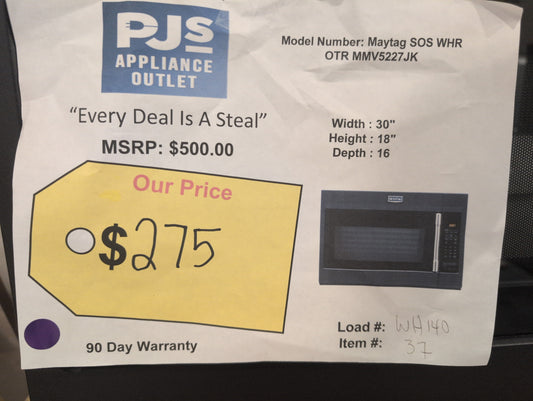 PJS
APPLIANCE
OUTLET
"Every Deal Is A Steal"
MSRP: $500.00
Our Price
$275
90 Day Warranty
Model Number: Maytag SOS WHR
OTR MMV5227JK
Width : 30"
Height : 18"
Depth : 16
Load #: WH140
Item #: 37